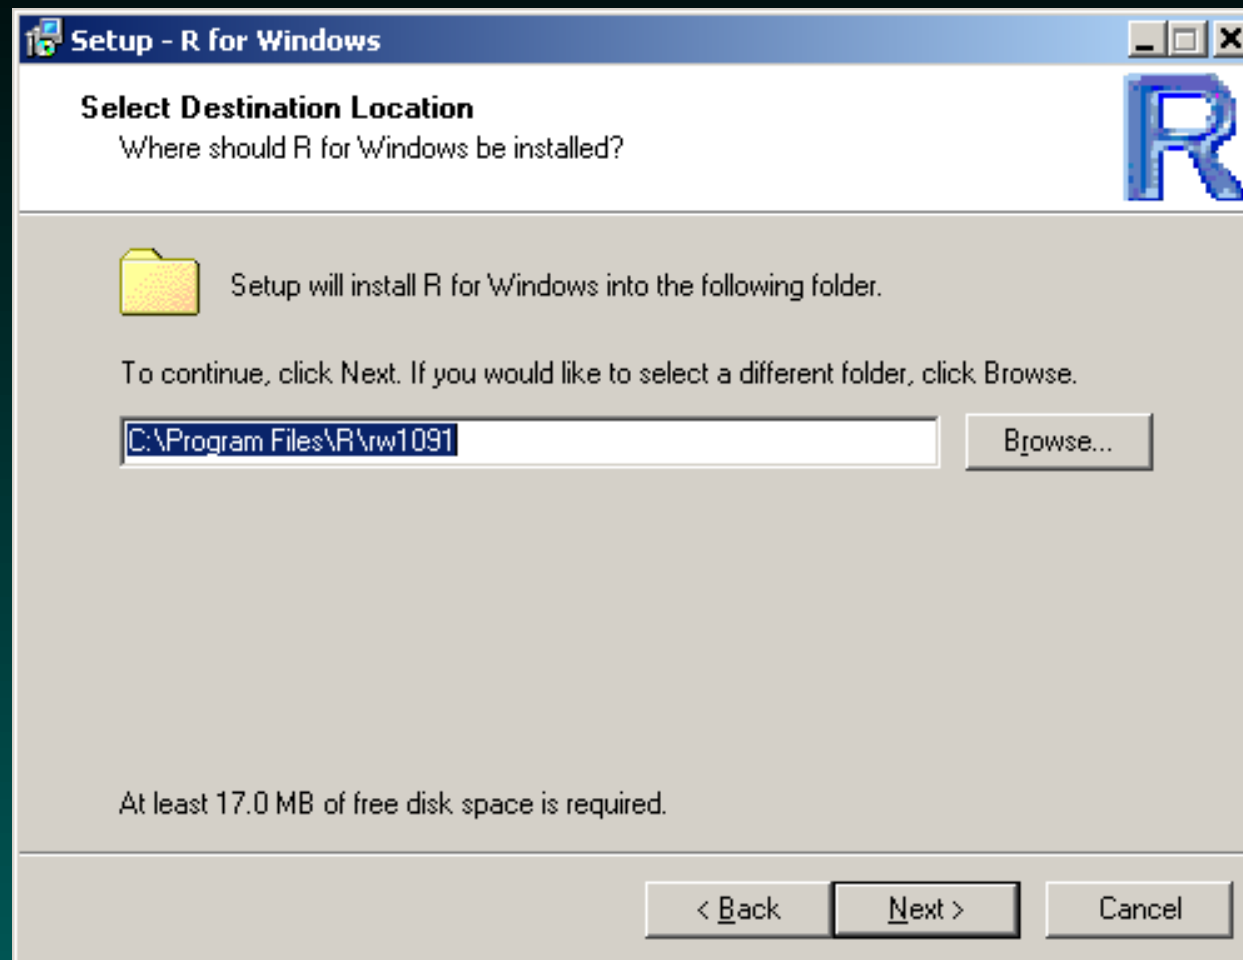 Setup - R for Windows
Select Destination Location
Where should R for Windows be installed?
R
Setup will install R for Windows into the following folder.
To continue, click Next. If you would like to select a different folder, click Browse.
C:\Program Files\R\rw1091
Browse...
At least 17.0 MB of free disk space is required.
< Back
Next >
Cancel